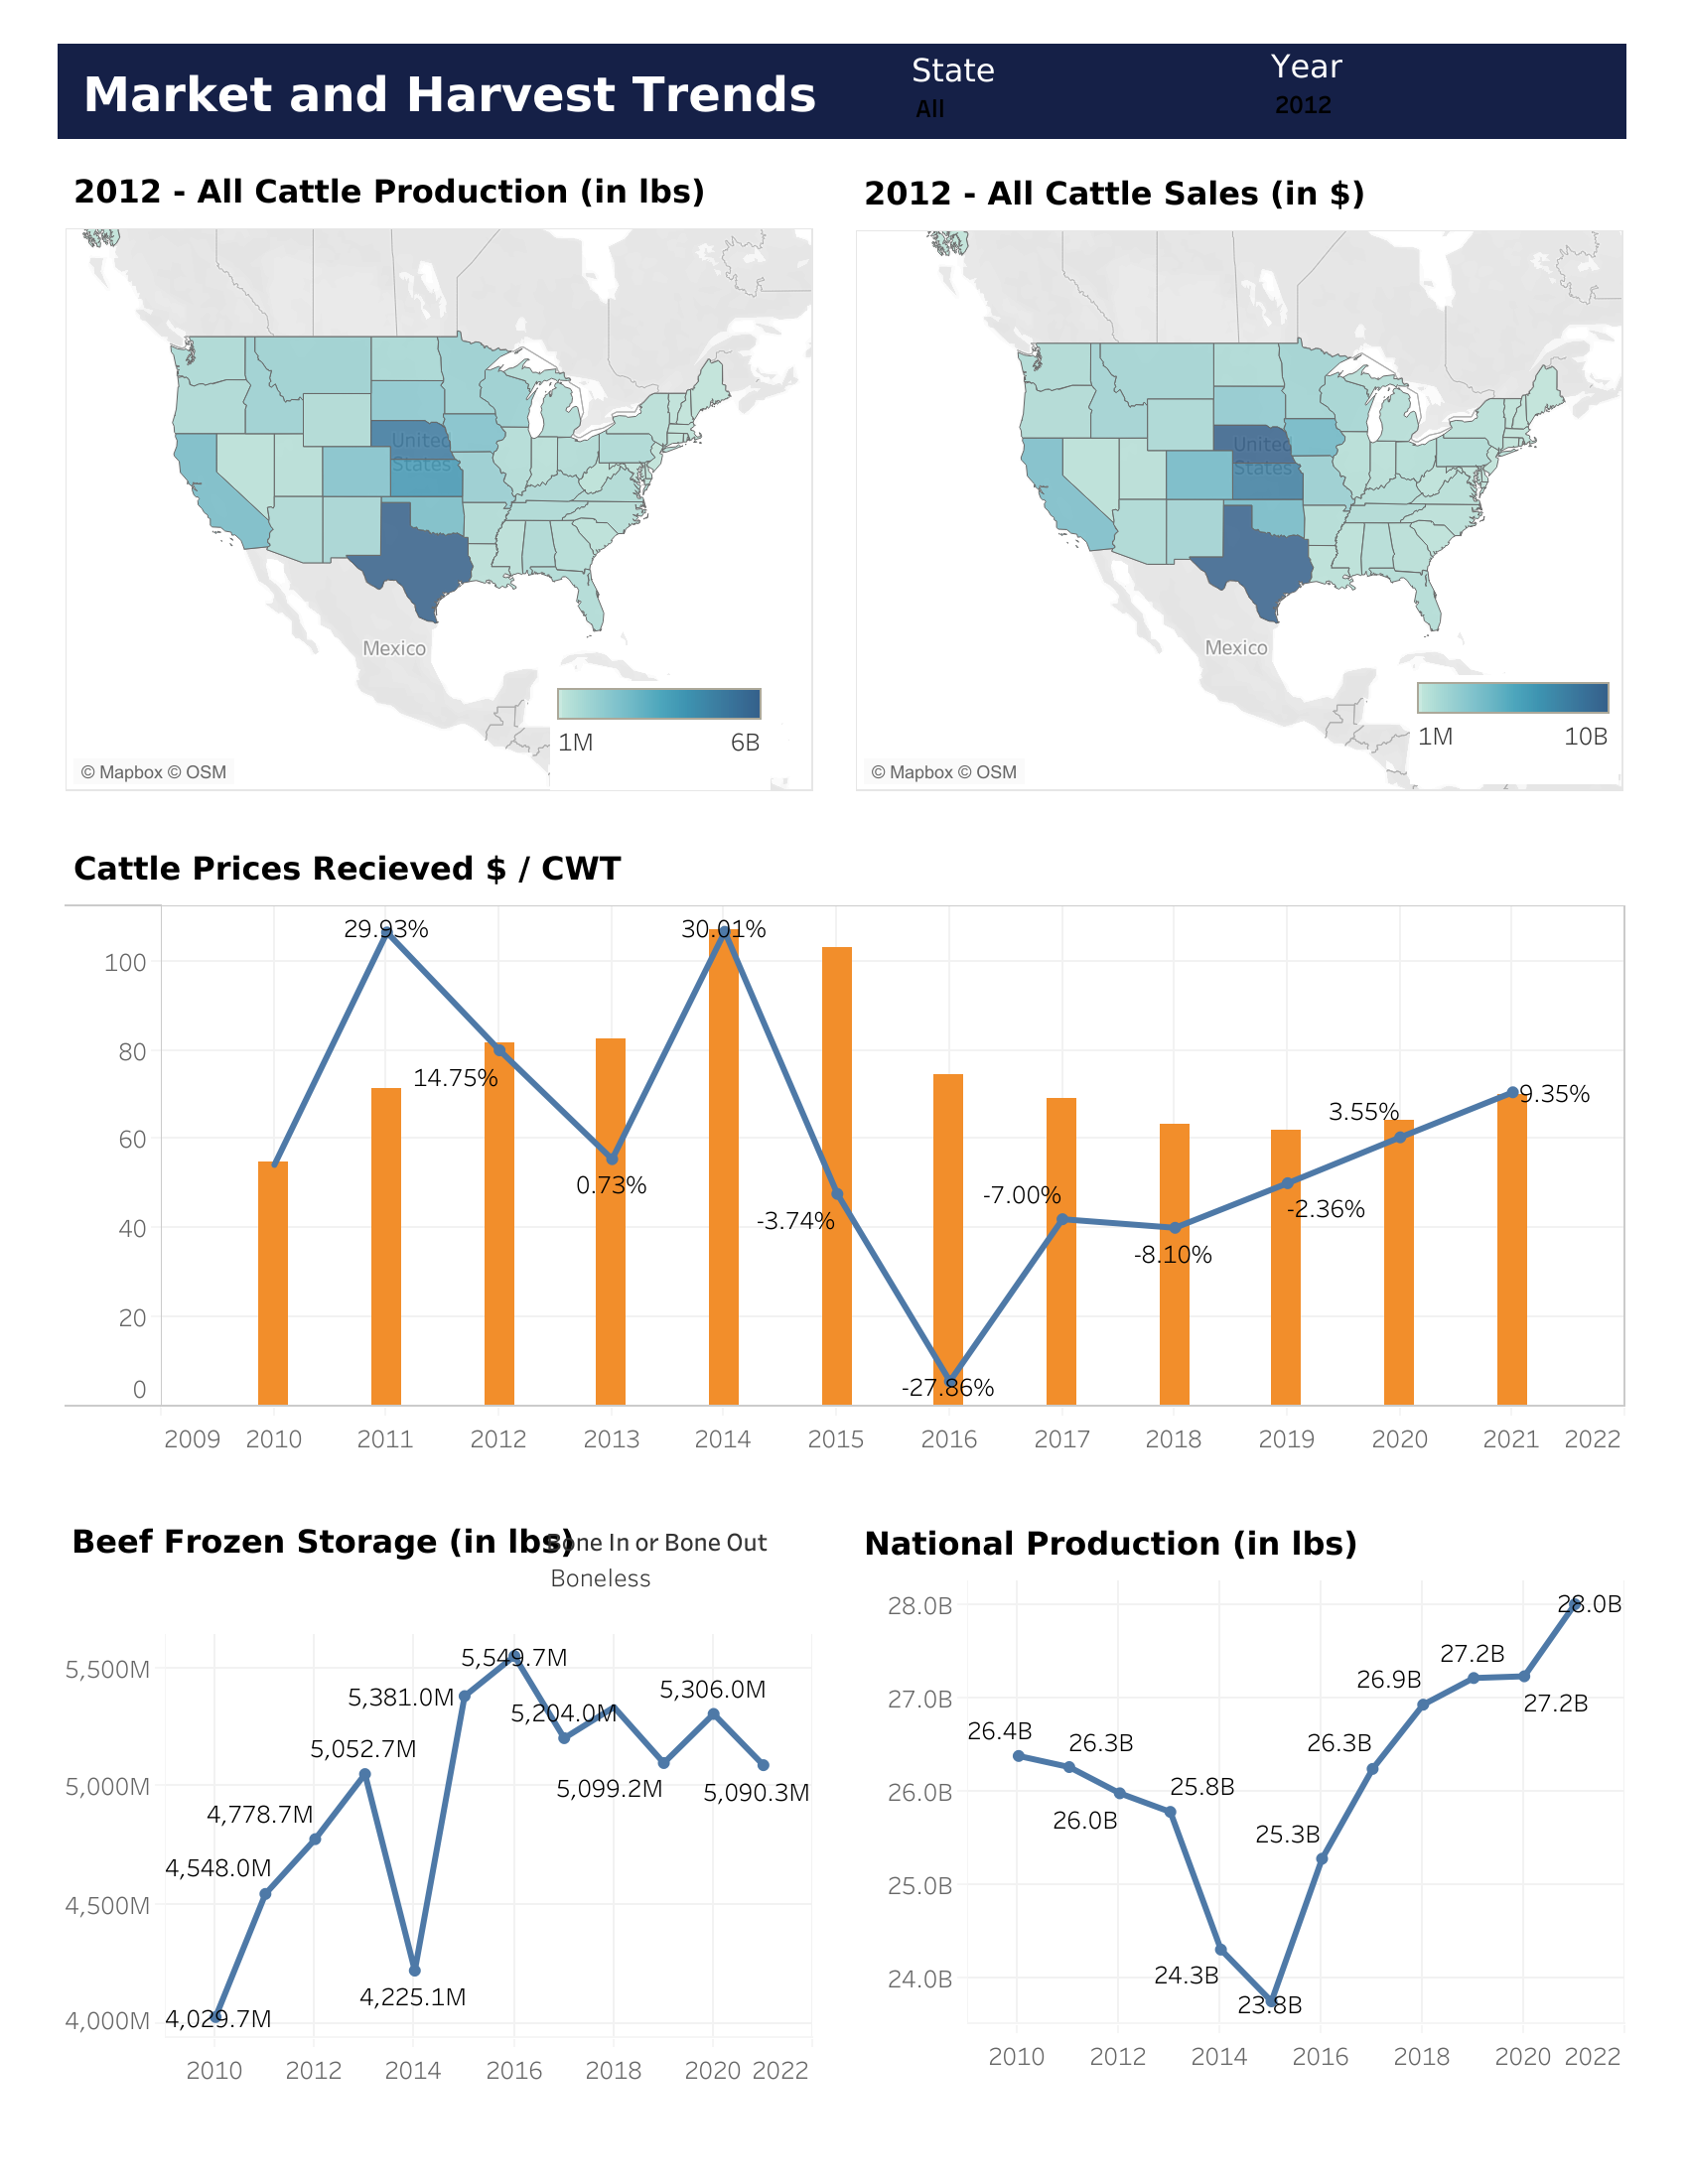 Market and Harvest Trends
State
All
Year
2012
2012 - All Cattle Production (in lbs)
United
States
Mexico
1M 6B
© Mapbox © OSM
2012 - All Cattle Sales (in $)
United
States
Mexico
1M 10B
© Mapbox © OSM
Cattle Prices Recieved $ / CWT
100
80
60
40
20
0
29.93%
14.75%
0.73%
30.01%
-3.74%
-27.86%
-7.00%
-8.10%
-2.36%
3.55%
9.35%
2009 2010 2011 2012 2013 2014 2015 2016 2017 2018 2019 2020 2021 2022
Beef Frozen Storage (in lbs)
Bone In or Bone Out
Boneless
5,500M
5,000M
4,500M
4,000M
4,029.7M
4,548.0M
4,778.7M
5,052.7M
4,225.1M
5,381.0M
5,549.7M
5,204.0M
5,099.2M
5,306.0M
5,090.3M
2010 2012 2014 2016 2018 2020 2022
National Production (in lbs)
28.0B
27.0B
26.0B
25.0B
24.0B
26.4B
26.3B
26.0B
25.8B
24.3B
23.8B
25.3B
26.3B
26.9B
27.2B
27.2B
28.0B
2010 2012 2014 2016 2018 2020 2022